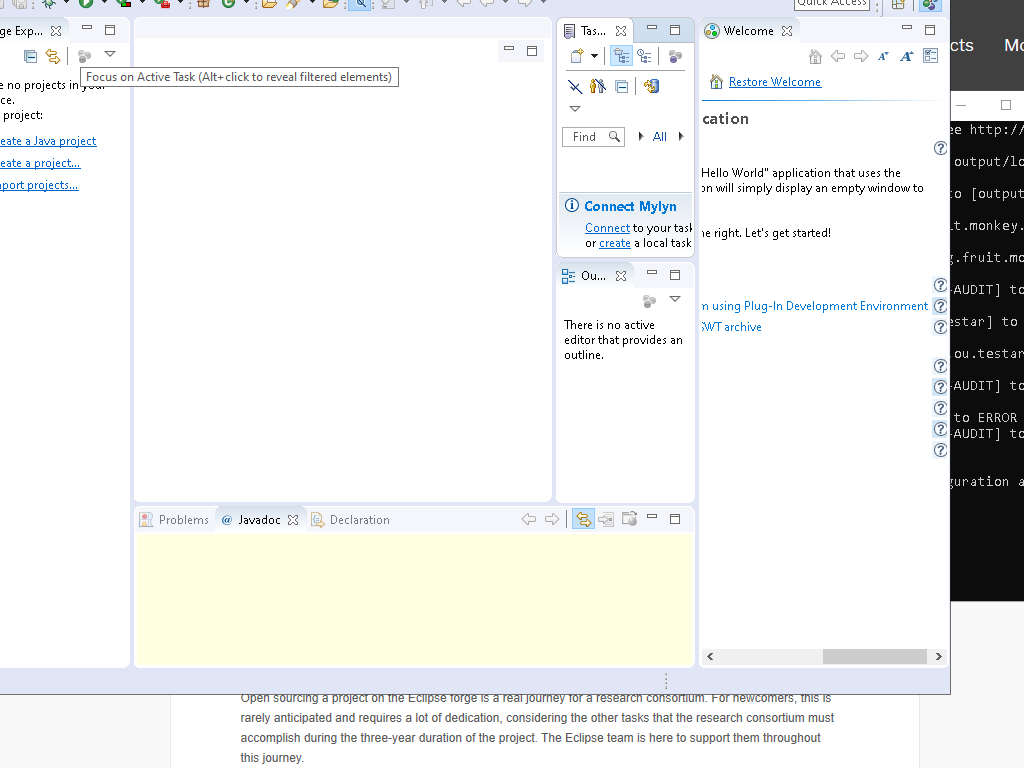 Quick Access
ge Exp...
Focus on Active Task (Alt+click to reveal filtered elements)
e no projects in your
ce.
project:
eate a Java project
eate a project...
port projects...
Tas...
Find
All
Connect Mylyn
Connect to your task
or create a local task
Ou...
There is no active
editor that provides an
outline.
Welcome
Restore Welcome
cation
Hello World" application that uses the
on will simply display an empty window to
e right. Let's get started!
n using Plug-In Development Environment
SWT archive
Problems
@ Javadoc
Declaration
cts
Mo
ee http://
output/lo
to [output
it.monkey.
g.fruit.mo
-AUDIT] to
estar] to
ou.testar
-AUDIT] to
to ERROR
-AUDIT] to
guration a
Open sourcing a project on the Eclipse forge is a real journey for a research consortium. For newcomers, this is
rarely anticipated and requires a lot of dedication, considering the other tasks that the research consortium must
accomplish during the three-year duration of the project. The Eclipse team is here to support them throughout
this journey.